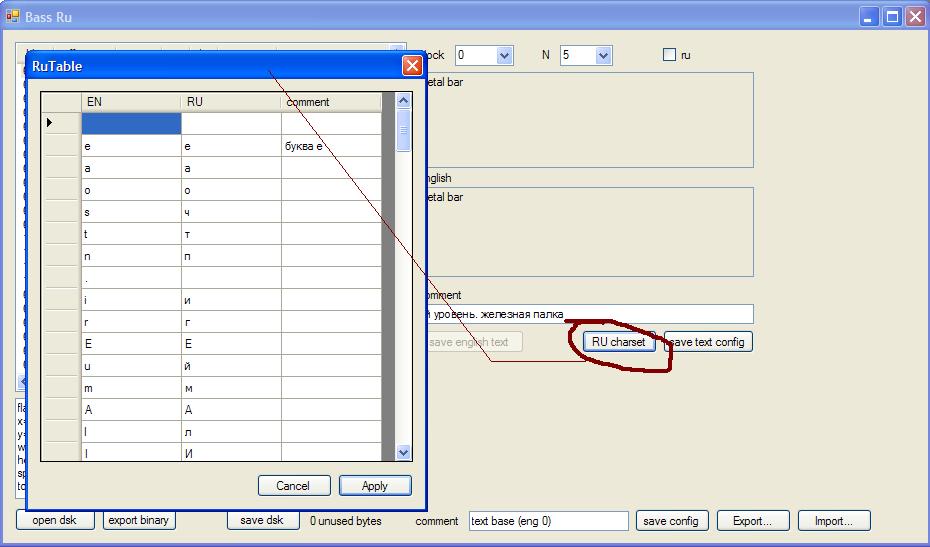 Bass Ru
RuTable
lock 0 N 5 ru
EN RU comment
etal bar
e е буква е
a а
o о
s ч
t т
n п
.
i и
r г
E Е
u й
m м
A А
l л
I И
nglish
etal bar
omment
й уровень. железная палка
save english text RU charset save text config
Cancel Apply
fla
x=
y=
w
he
sp
to
open dsk export binary save dsk 0 unused bytes comment text base (eng 0) save config Export... Import...